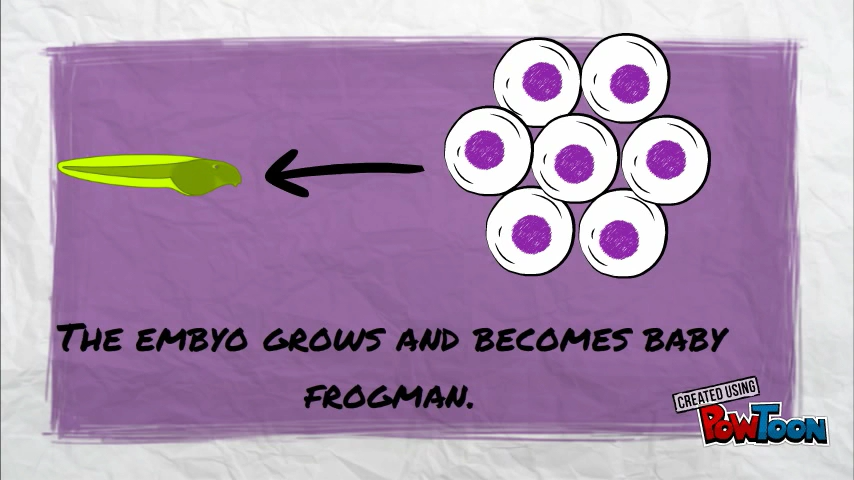 THE EMBYO GROWS AND BECOMES BABY
FROGMAN.
CREATED USING
POWTOON